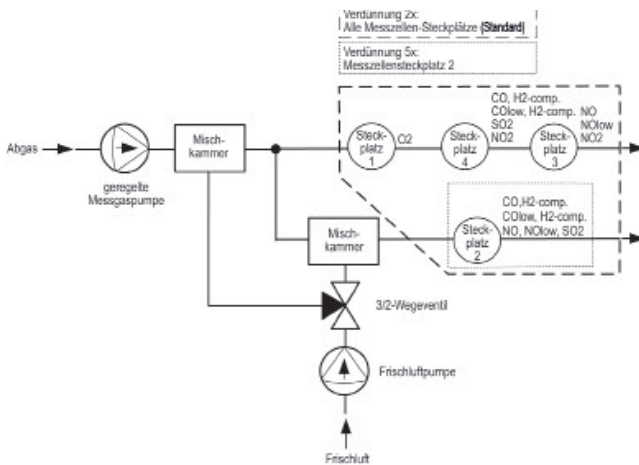 Verdünnung 2x:
Alle Messzellen-Steckplätze (Standard)
Verdünnung 5x:
Messzellensteckplatz 2
Abgas
geregelte
Messgaspumpe
Misch-
kammer
Steck-
platz
1
O2
CO, H2-comp.
COlow, H2-comp.
SO2
NO2
Steck-
platz
4
Steck-
platz
3
NO
NOlow
NO2
Misch-
kammer
Steck-
platz
2
CO,H2-comp.
COlow, H2-comp.
NO, NOlow, SO2
3/2-Wegeventil
Frischluftpumpe
Frischluft